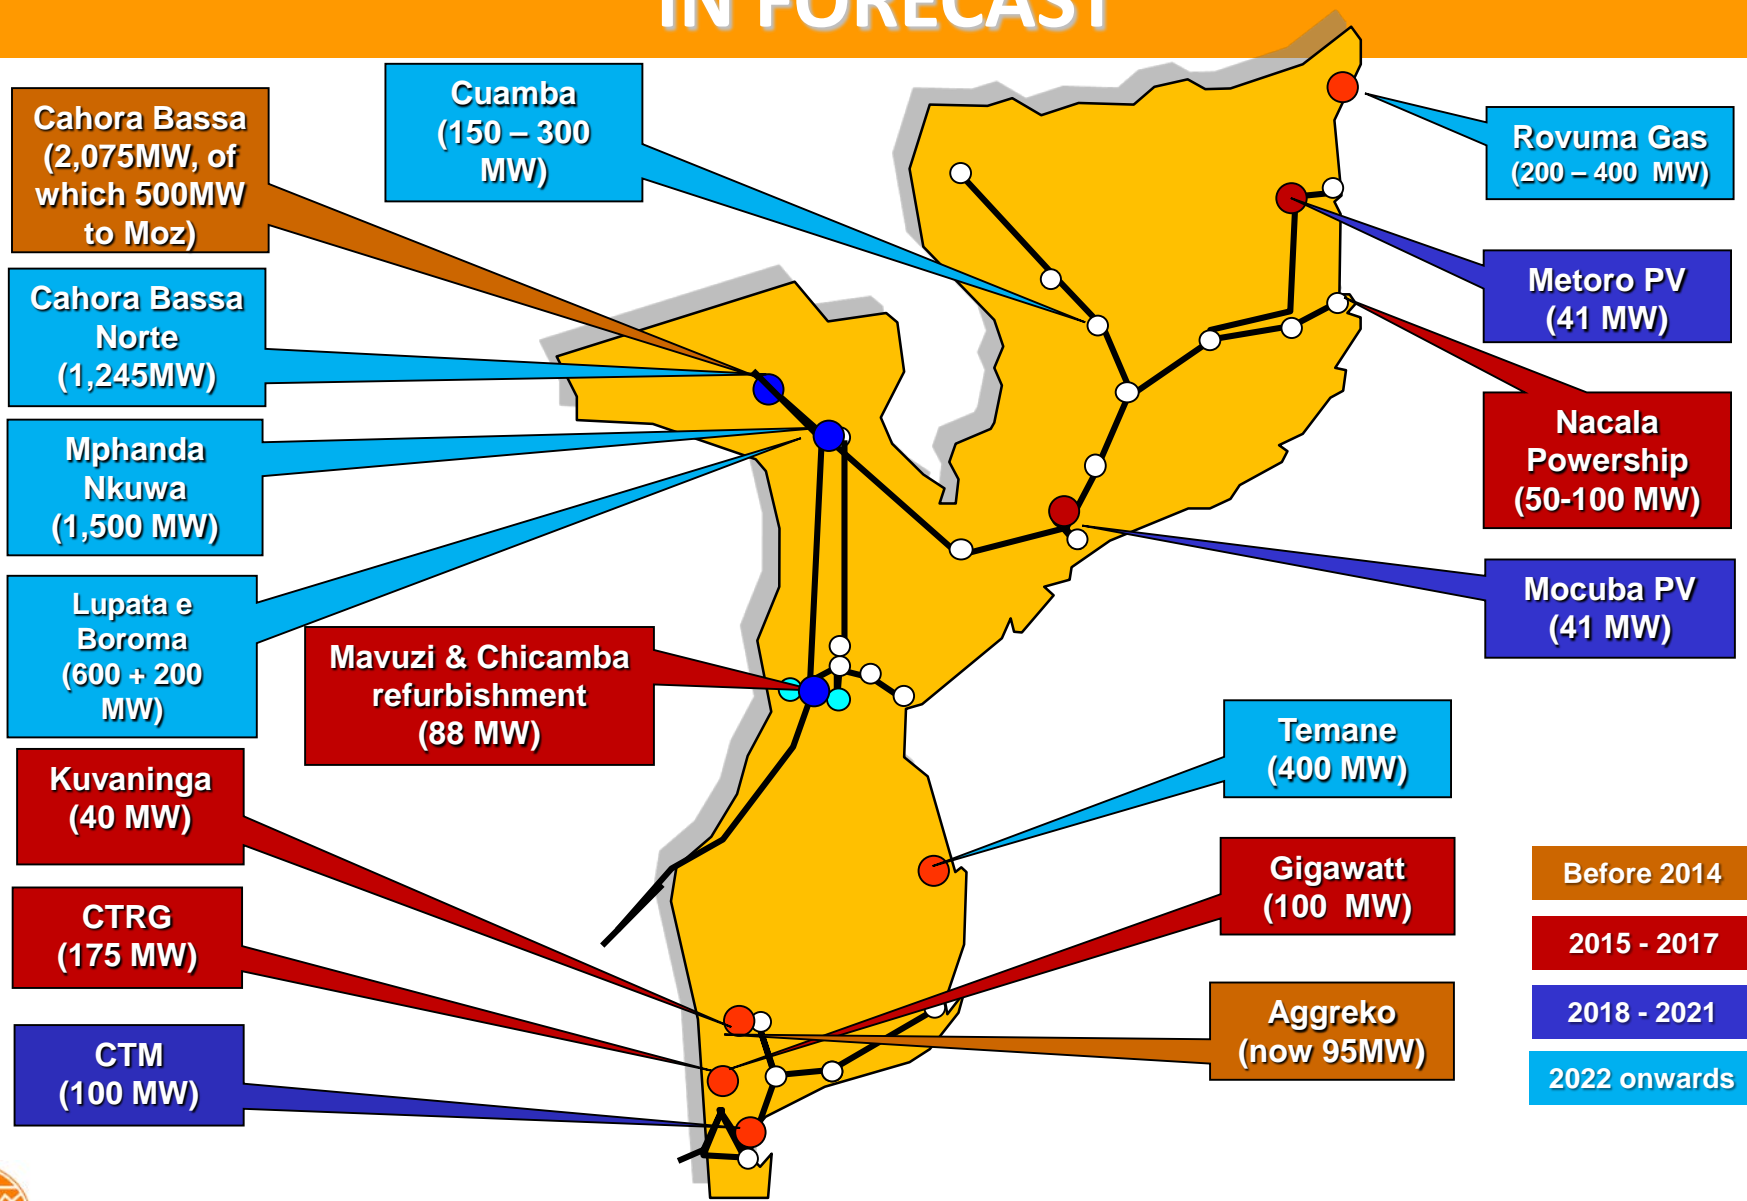 IN FORECAST
Cahora Bassa
(2,075MW, of
which 500MW
to Moz)
Cuamba
(150 – 300
MW)
Rovuma Gas
(200 – 400 MW)
Cahora Bassa
Norte
(1,245MW)
Metoro PV
(41 MW)
Mphanda
Nkuwa
(1,500 MW)
Nacala
Powership
(50-100 MW)
Lupata e
Boroma
(600 + 200
MW)
Mocuba PV
(41 MW)
Mavuzi & Chicamba
refurbishment
(88 MW)
Temane
(400 MW)
Kuvaninga
(40 MW)
Gigawatt
(100 MW)
CTRG
(175 MW)
Aggreko
(now 95MW)
CTM
(100 MW)
Before 2014
2015 - 2017
2018 - 2021
2022 onwards